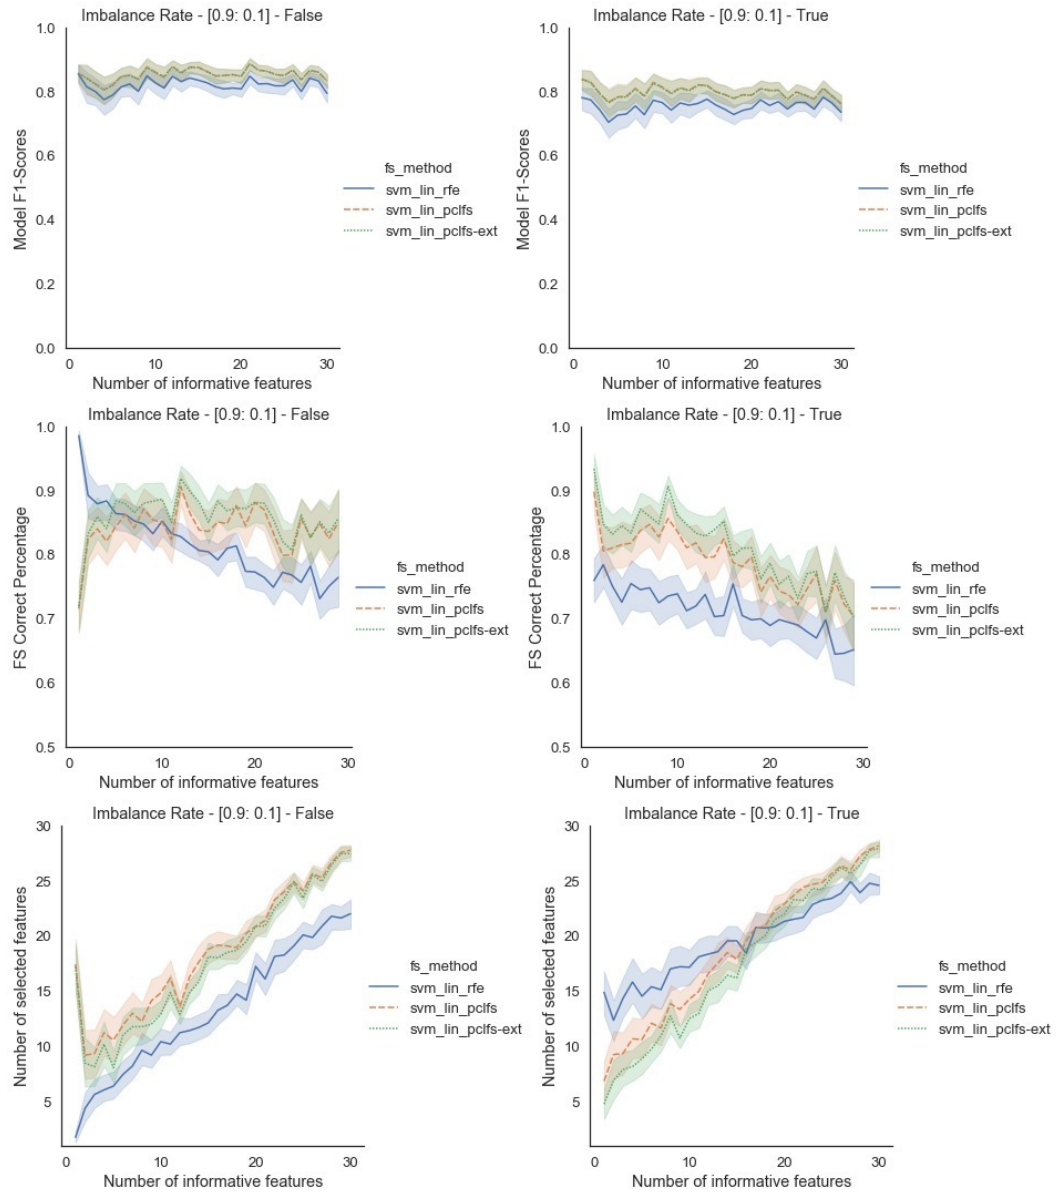 Imbalance Rate - [0.9: 0.1] - False
1.0
0.8
0.6
0.4
0.2
0.0
Model F1-Scores
fs_method
svm_lin_rfe
svm_lin_pclfs
svm_lin_pclfs-ext
0 10 20 30
Number of informative features
Imbalance Rate - [0.9: 0.1] - True
1.0
0.8
0.6
0.4
0.2
0.0
Model F1-Scores
fs_method
svm_lin_rfe
svm_lin_pclfs
svm_lin_pclfs-ext
0 10 20 30
Number of informative features
Imbalance Rate - [0.9: 0.1] - False
1.0
0.9
0.8
0.7
0.6
0.5
FS Correct Percentage
fs_method
svm_lin_rfe
svm_lin_pclfs
svm_lin_pclfs-ext
0 10 20 30
Number of informative features
Imbalance Rate - [0.9: 0.1] - True
1.0
0.9
0.8
0.7
0.6
0.5
FS Correct Percentage
fs_method
svm_lin_rfe
svm_lin_pclfs
svm_lin_pclfs-ext
0 10 20 30
Number of informative features
Imbalance Rate - [0.9: 0.1] - False
30
25
20
15
10
5
Number of selected features
fs_method
svm_lin_rfe
svm_lin_pclfs
svm_lin_pclfs-ext
0 10 20 30
Number of informative features
Imbalance Rate - [0.9: 0.1] - True
30
25
20
15
10
5
Number of selected features
fs_method
svm_lin_rfe
svm_lin_pclfs
svm_lin_pclfs-ext
0 10 20 30
Number of informative features